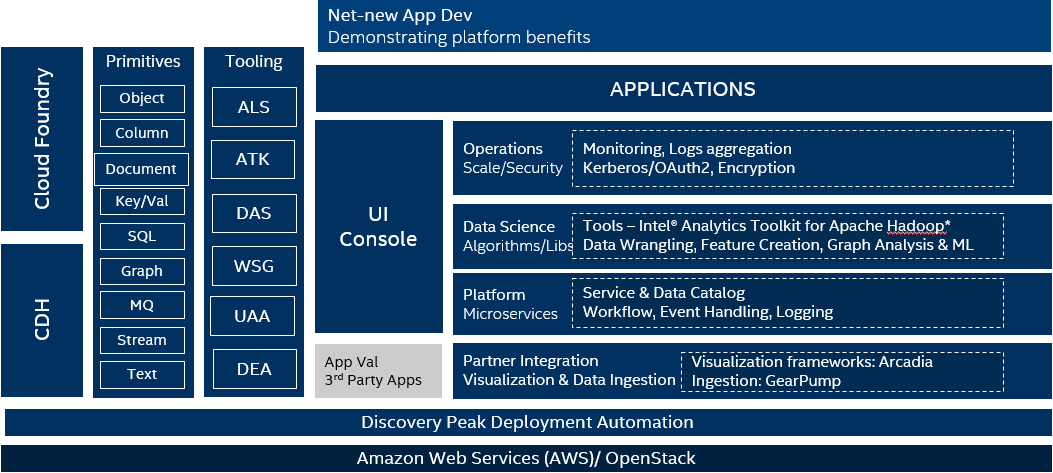 Net-new App Dev
Demonstrating platform benefits
Cloud Foundry
CDH
Primitives
Object
Column
Document
Key/Val
SQL
Graph
MQ
Stream
Text
Tooling
ALS
ATK
DAS
WSG
UAA
DEA
APPLICATIONS
UI
Console
App Val
3rd Party Apps
Operations
Scale/Security
Monitoring, Logs aggregation
Kerberos/OAuth2, Encryption
Data Science
Algorithms/Libs
Tools – Intel® Analytics Toolkit for Apache Hadoop*
Data Wrangling, Feature Creation, Graph Analysis & ML
Platform
Microservices
Service & Data Catalog
Workflow, Event Handling, Logging
Partner Integration
Visualization & Data Ingestion
Visualization frameworks: Arcadia
Ingestion: GearPump
Discovery Peak Deployment Automation
Amazon Web Services (AWS)/ OpenStack